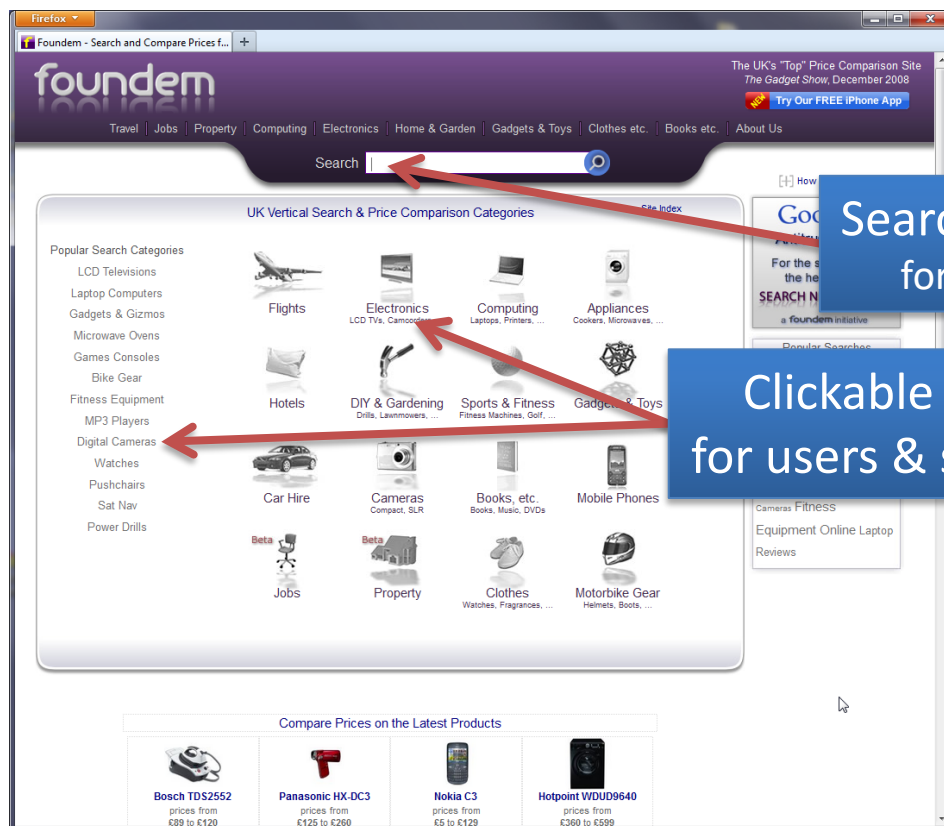 Firefox
Foundem - Search and Compare Prices f...
foundem
The UK's "Top" Price Comparison Site
The Gadget Show, December 2008
NEW Try Our FREE iPhone App
Travel Jobs Property Computing Electronics Home & Garden Gadgets & Toys Clothes etc. Books etc. About Us
Search
[+] How
UK Vertical Search & Price Comparison Categories
Site Index
Popular Search Categories
LCD Televisions
Laptop Computers
Gadgets & Gizmos
Microwave Ovens
Games Consoles
Bike Gear
Fitness Equipment
MP3 Players
Digital Cameras
Watches
Pushchairs
Sat Nav
Power Drills
Flights
Electronics
LCD TVs, Camcorders,
Computing
Laptops, Printers, ...
Appliances
Cookers, Microwaves, ...
Hotels
DIY & Gardening
Drills, Lawnmowers, ...
Sports & Fitness
Fitness Machines, Golf, ...
Gadgets & Toys
Car Hire
Cameras
Compact, SLR
Books, etc.
Books, Music, DVDs
Mobile Phones
Beta
Jobs
Beta
Property
Clothes
Watches, Fragrances, ...
Motorbike Gear
Helmets, Boots, ...
For the
the
SEARCH N
a foundem initiative
Popular Searches
for
Clickable
for users &
Cameras Fitness
Equipment Online Laptop
Reviews
Compare Prices on the Latest Products
Bosch TDS2552
prices from
£89 to £120
Panasonic HX-DC3
prices from
£125 to £260
Nokia C3
prices from
£5 to £129
Hotpoint WDUD9640
prices from
£360 to £599